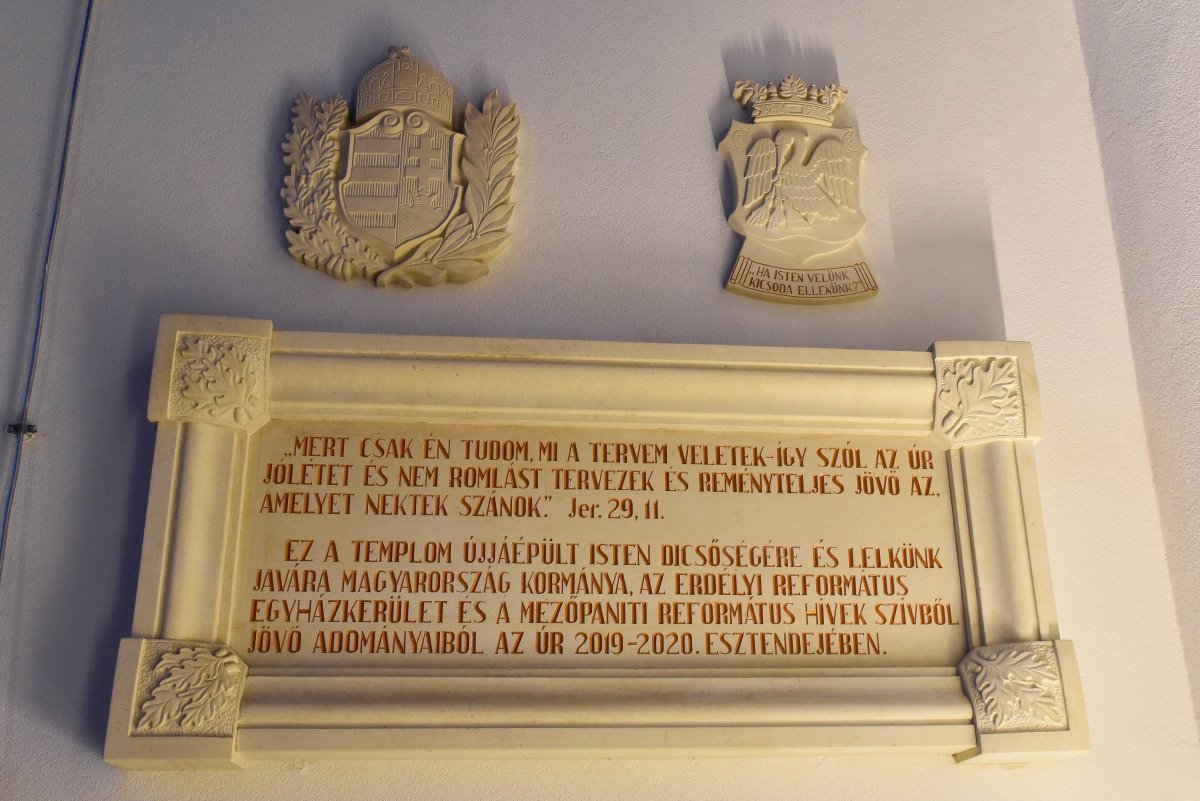 „HA ISTEN VELÜNK
KICSODA ELLENÜNK?"
„MERT CSAK ÉN TUDOM, MI A TERVEM VELETEK-ÍGY SZÓL AZ ÚR
JÓLÉTET ÉS NEM ROMLÁST TERVEZEK ÉS REMÉNYTELJES JÖVŐ AZ,
AMELYET NEKTEK SZÁNOK." Jer. 29, 11.
EZ A TEMPLOM ÚJJÁÉPÜLT ISTEN DICSŐSÉGÉRE ÉS LELKÜNK
JAVÁRA MAGYARORSZÁG KORMÁNYA, AZ ERDÉLYI REFORMÁTUS
EGYHÁZKERÜLET ÉS A MEZŐPANITI REFORMÁTUS HÍVEK SZÍVBŐL
JÖVŐ ADOMÁNYAIBÓL AZ ÚR 2019-2020. ESZTENDEJÉBEN.